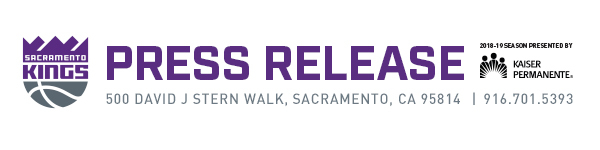 SACRAMENTO
KINGS
PRESS RELEASE
2018-19 SEASON PRESENTED BY
KAISER
PERMANENTE®
500 DAVID J STERN WALK, SACRAMENTO, CA 95814 | 916.701.5393